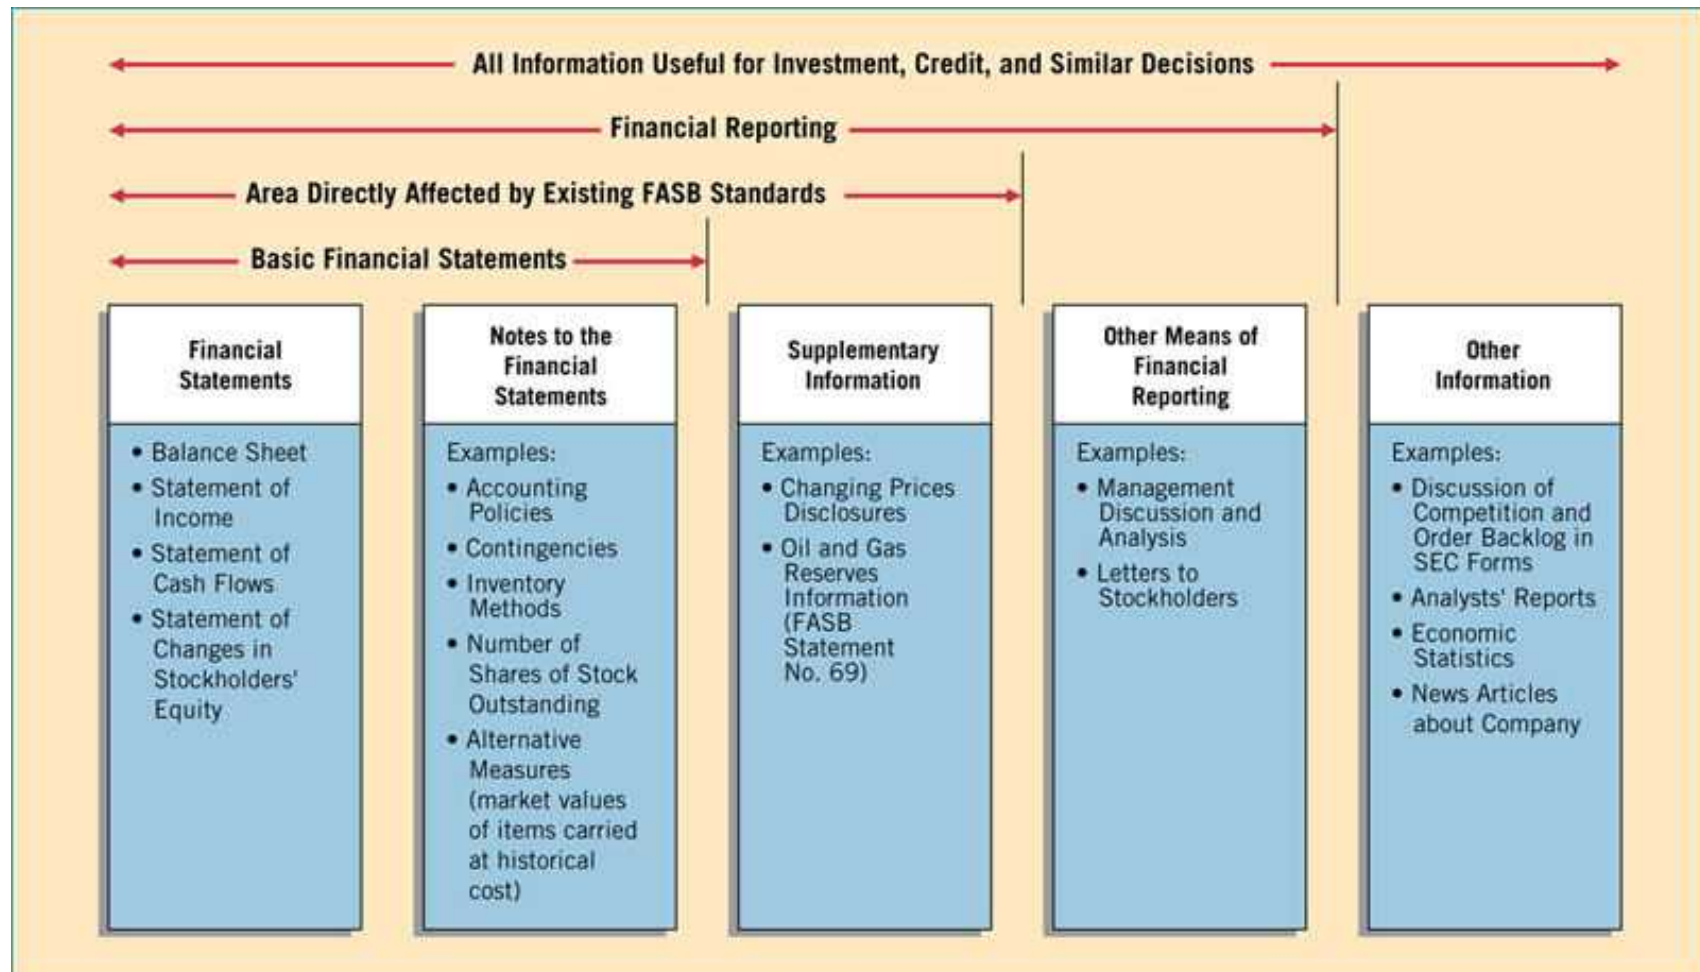 All Information Useful for Investment, Credit, and Similar Decisions
Financial Reporting
Area Directly Affected by Existing FASB Standards
Basic Financial Statements
Financial
Statements
• Balance Sheet
• Statement of
Income
• Statement of
Cash Flows
• Statement of
Changes in
Stockholders'
Equity
Notes to the
Financial
Statements
Examples:
• Accounting
Policies
• Contingencies
• Inventory
Methods
• Number of
Shares of Stock
Outstanding
• Alternative
Measures
(market values
of items carried
at historical
cost)
Supplementary
Information
Examples:
• Changing Prices
Disclosures
• Oil and Gas
Reserves
Information
(FASB
Statement
No. 69)
Other Means of
Financial
Reporting
Examples:
• Management
Discussion and
Analysis
• Letters to
Stockholders
Other
Information
Examples:
• Discussion of
Competition and
Order Backlog in
SEC Forms
• Analysts' Reports
• Economic
Statistics
• News Articles
about Company